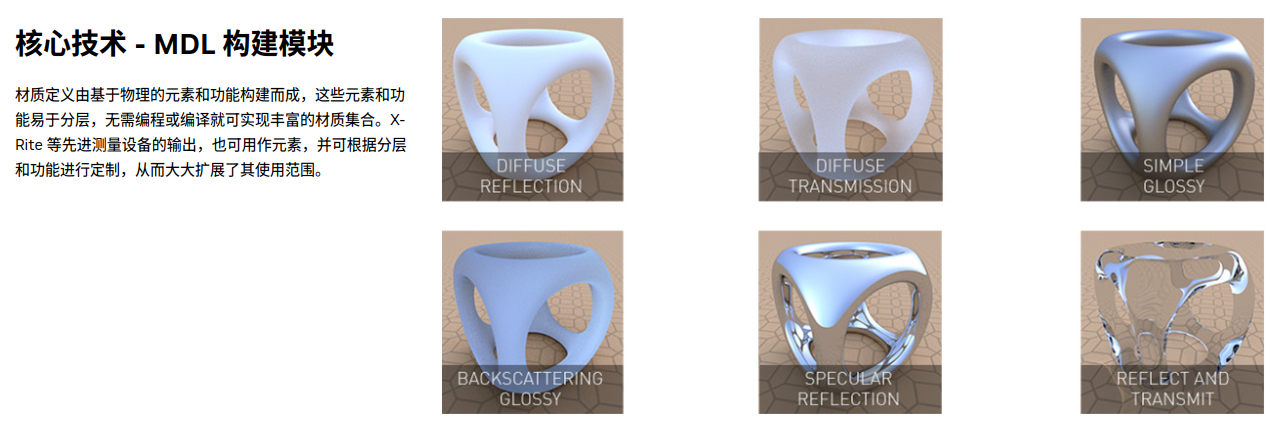 核心技术 - MDL 构建模块
材质定义由基于物理的元素和功能构建而成，这些元素和功
能易于分层，无需编程或编译就可实现丰富的材质集合。X-
Rite 等先进测量设备的输出，也可用作元素，并可根据分层
和功能进行定制，从而大大扩展了其使用范围。
DIFFUSE
REFLECTION
DIFFUSE
TRANSMISSION
SIMPLE
GLOSSY
BACKSCATTERING
GLOSSY
SPECULAR
REFLECTION
REFLECT AND
TRANSMIT